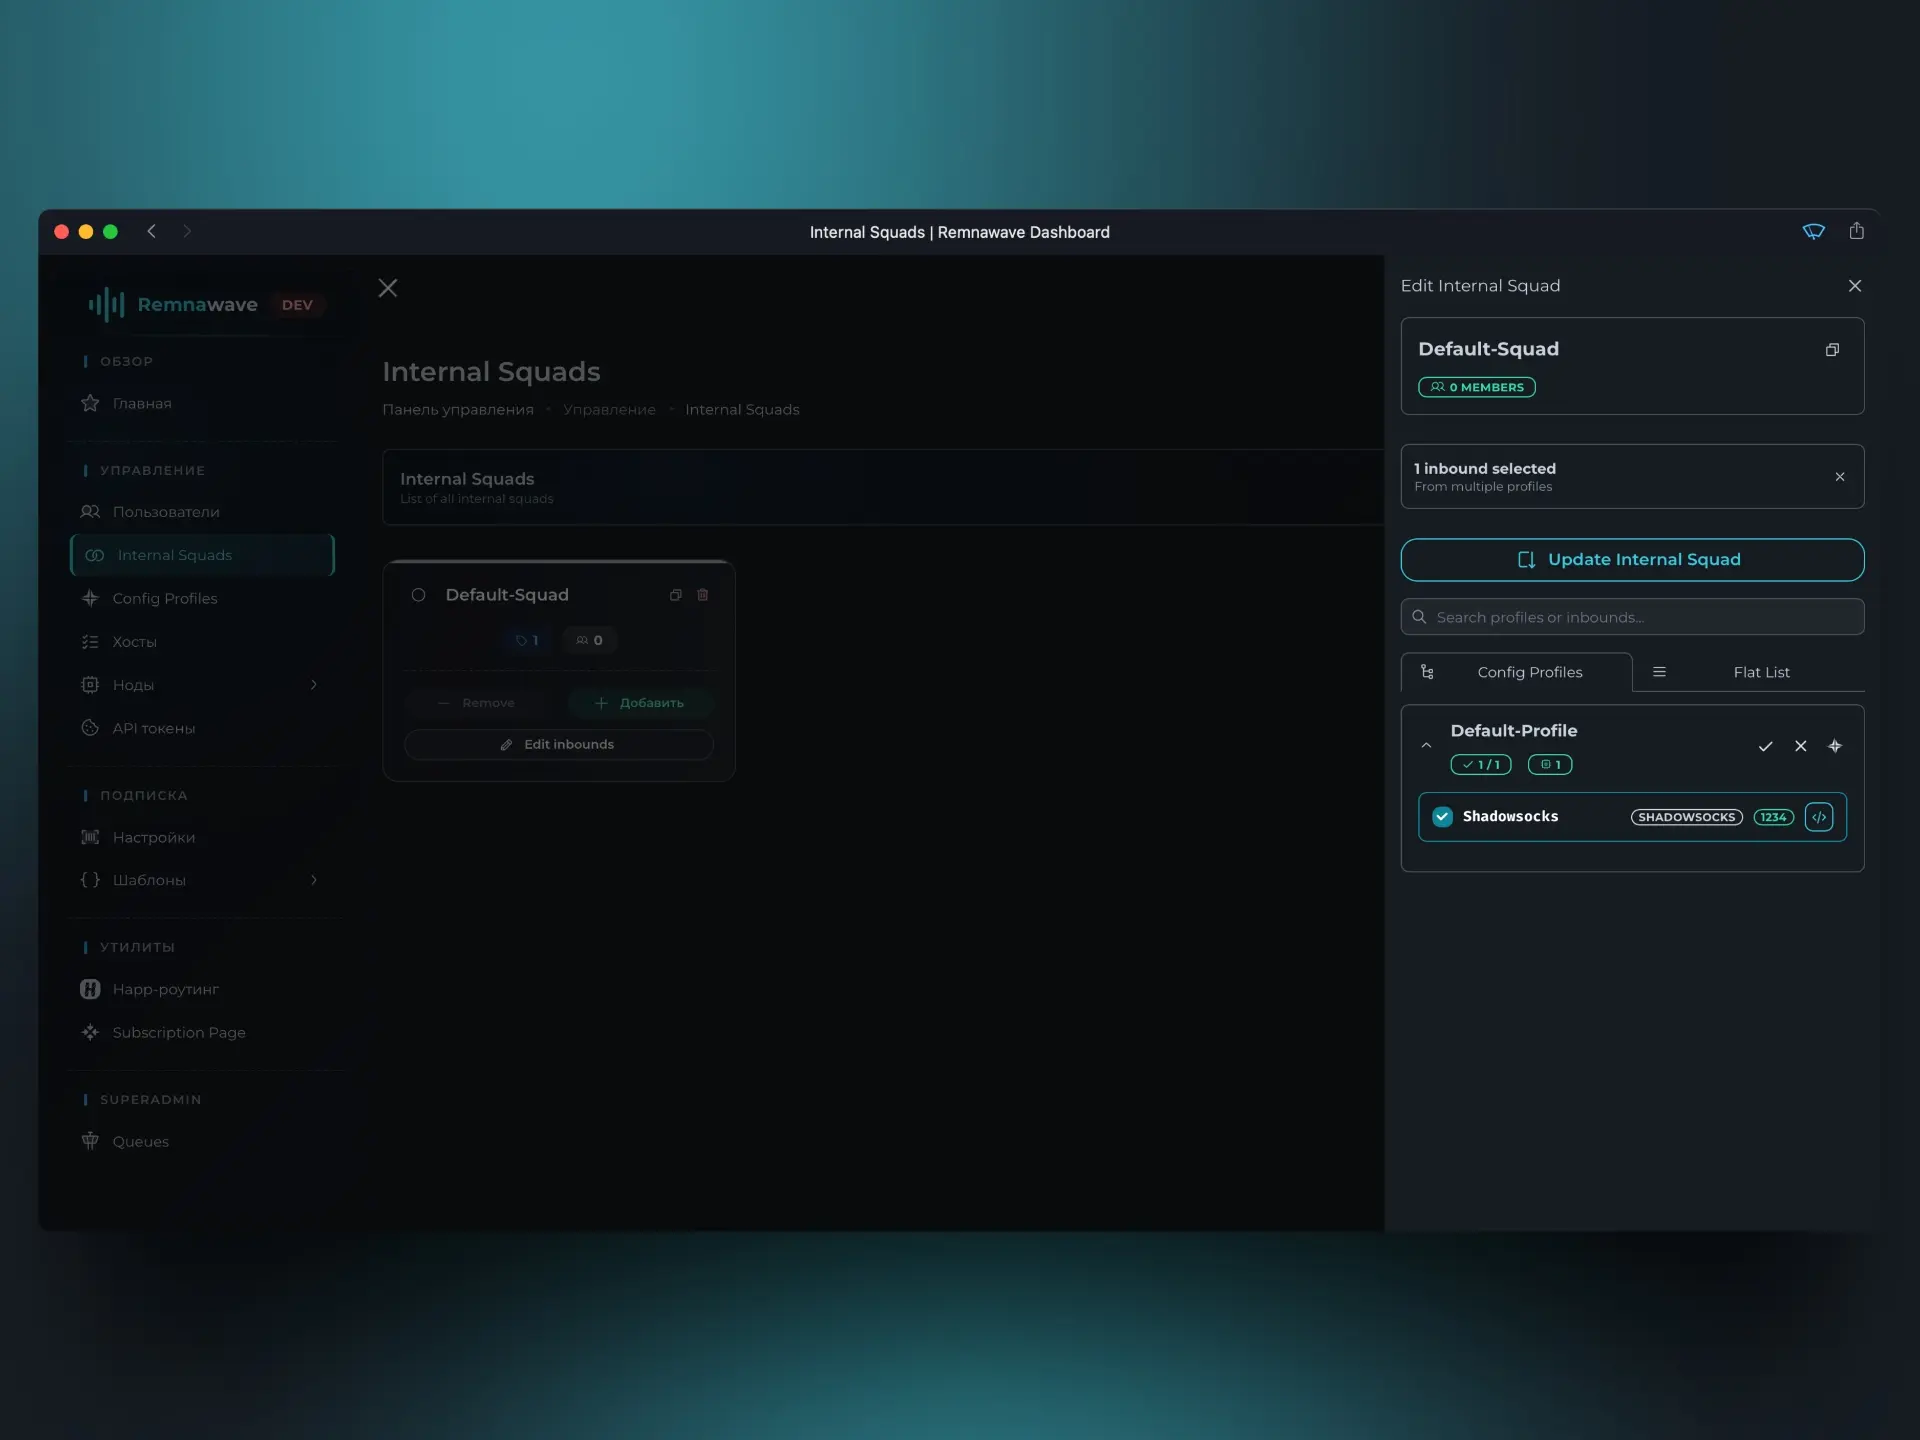 Internal Squads | Remnawave Dashboard
Remnawave DEV
ОБЗОР
Главная
УПРАВЛЕНИЕ
Пользователи
Internal Squads
Config Profiles
Хосты
Ноды
API токены
ПОДПИСКА
Настройки
Шаблоны
УТИЛИТЫ
Happ-роутинг
Subscription Page
SUPERADMIN
Queues
Internal Squads
Панель управления • Управление • Internal Squads
Internal Squads
List of all internal squads
Default-Squad
1 0
Remove Добавить
Edit inbounds
Edit Internal Squad
Default-Squad
0 MEMBERS
1 inbound selected
From multiple profiles
Update Internal Squad
Search profiles or inbounds...
Config Profiles Flat List
Default-Profile
1 / 1 1
Shadowsocks SHADOWSOCKS 1234